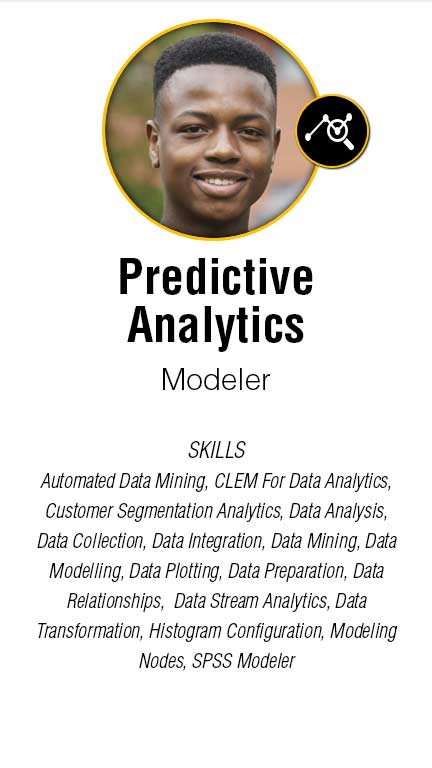 Predictive
Analytics
Modeler
SKILLS
Automated Data Mining, CLEM For Data Analytics,
Customer Segmentation Analytics, Data Analysis,
Data Collection, Data Integration, Data Mining, Data
Modelling, Data Plotting, Data Preparation, Data
Relationships,  Data Stream Analytics, Data
Transformation, Histogram Configuration, Modeling
Nodes, SPSS Modeler